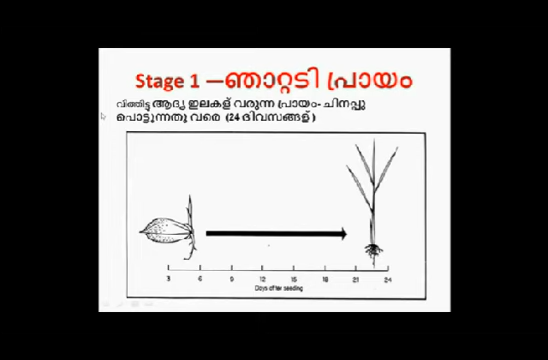 Stage 1 —ഞാറ്റടി പ്രായം
വിത്തിട്ടു ആദ്യ ഇലകള് വരുന്ന പ്രായം- ചിനപ്പു
പൊട്ടുന്നതു വരെ (24 ദിവസങ്ങള്)
3 6 9 12 15 18 21 24
Days after seeding